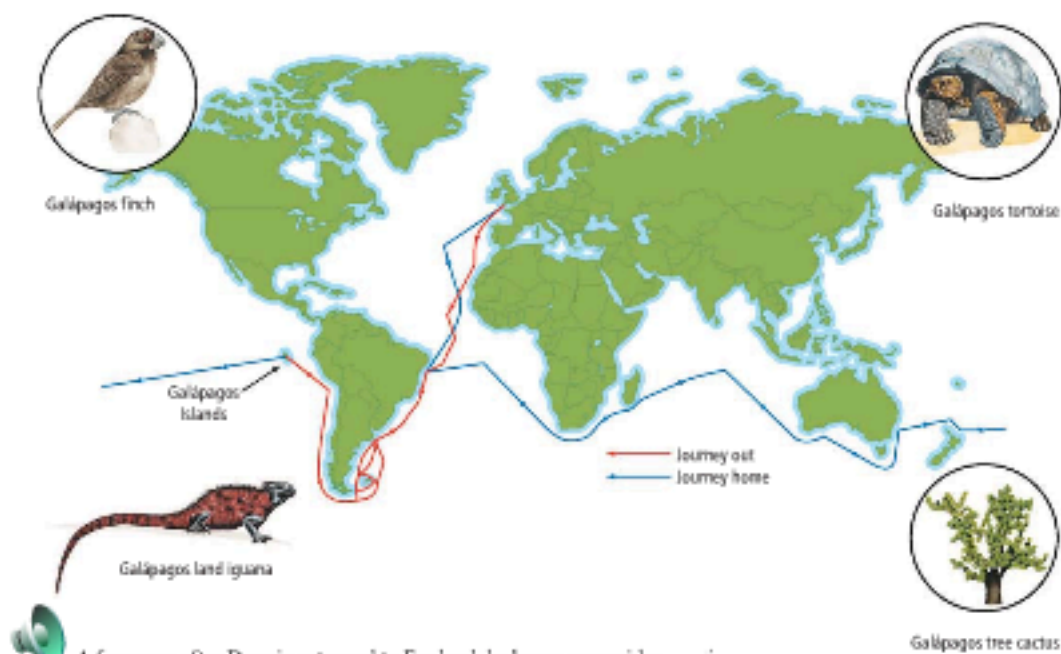 Galápagos finch
Galápagos tortoise
Galápagos
Islands
Journey out
Journey home
Galápagos land iguana
Galápagos tree cactus